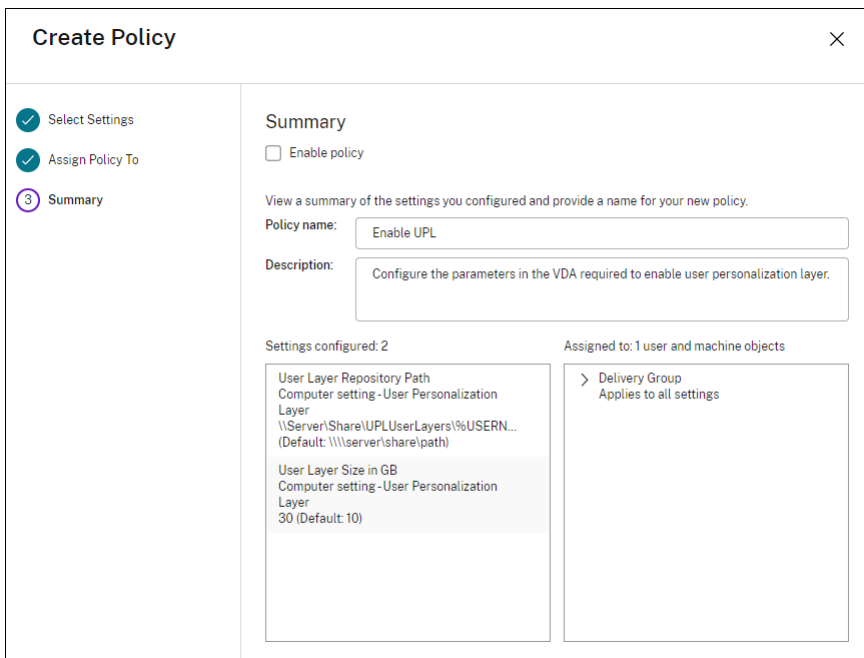 Create Policy
Select Settings
Assign Policy To
3 Summary
Summary
Enable policy
View a summary of the settings you configured and provide a name for your new policy.
Policy name:
Enable UPL
Description:
Configure the parameters in the VDA required to enable user personalization layer.
Settings configured: 2
User Layer Repository Path
Computer setting - User Personalization
Layer
\\Server\Share\UPLUserLayers\%USERN...
(Default: \\\\server\share\path)
User Layer Size in GB
Computer setting - User Personalization
Layer
30 (Default: 10)
Assigned to: 1 user and machine objects
Delivery Group
Applies to all settings